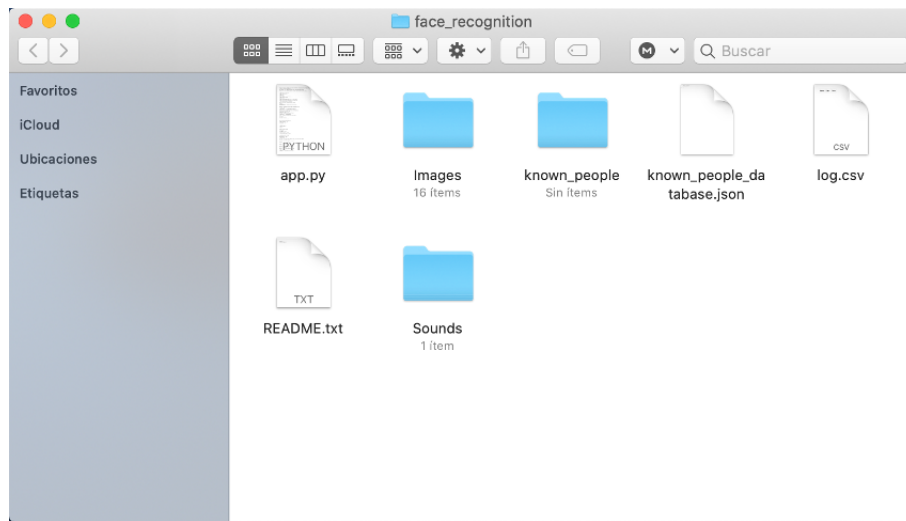 face_recognition
Buscar
Favoritos
iCloud
Ubicaciones
Etiquetas
PYTHON
app.py
Images
16 ítems
known_people
Sin ítems
known_people_da
tabase.json
CSV
log.csv
TXT
README.txt
Sounds
1 ítem